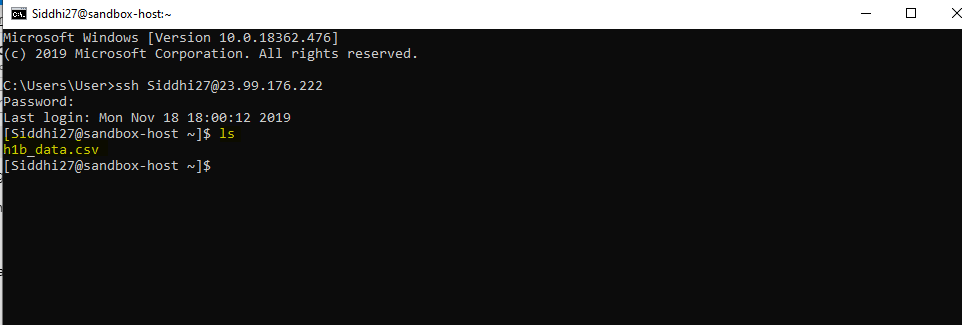 Siddhi27@sandbox-host:~
Microsoft Windows [Version 10.0.18362.476]
(c) 2019 Microsoft Corporation. All rights reserved.
C:\Users\User>ssh Siddhi27@23.99.176.222
Password:
Last login: Mon Nov 18 18:00:12 2019
[Siddhi27@sandbox-host ~]$ ls
h1b_data.csv
[Siddhi27@sandbox-host ~]$